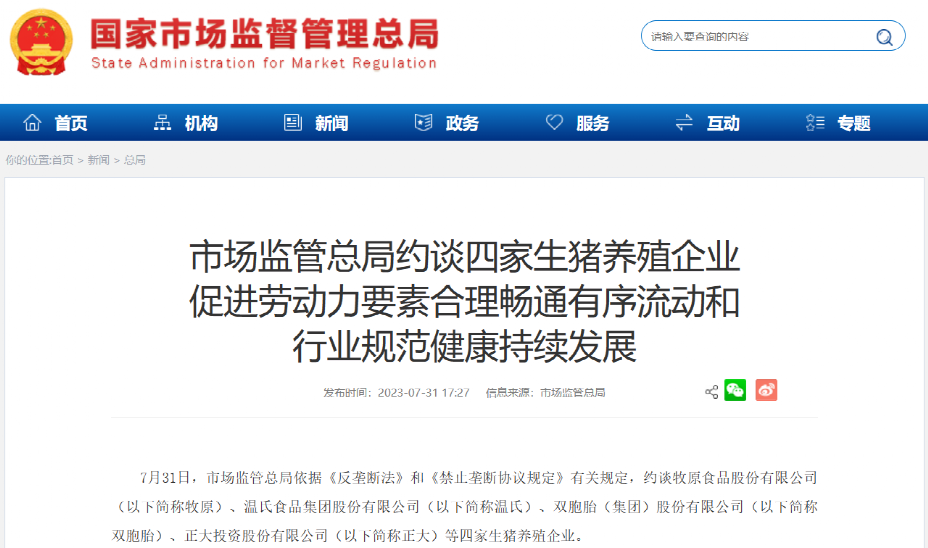 国家市场监督管理总局
State Administration for Market Regulation
请输入要查询的内容
首页 机构 新闻 政务 服务 互动 专题
你的位置:首页 > 新闻 > 总局
市场监管总局约谈四家生猪养殖企业
促进劳动力要素合理畅通有序流动和
行业规范健康持续发展
发布时间：2023-07-31 17:27 信息来源：市场监管总局
7月31日，市场监管总局依据《反垄断法》和《禁止垄断协议规定》有关规定，约谈牧原食品股份有限公司
（以下简称牧原）、温氏食品集团股份有限公司（以下简称温氏）、双胞胎（集团）股份有限公司（以下简称
双胞胎）、正大投资股份有限公司（以下简称正大）等四家生猪养殖企业。